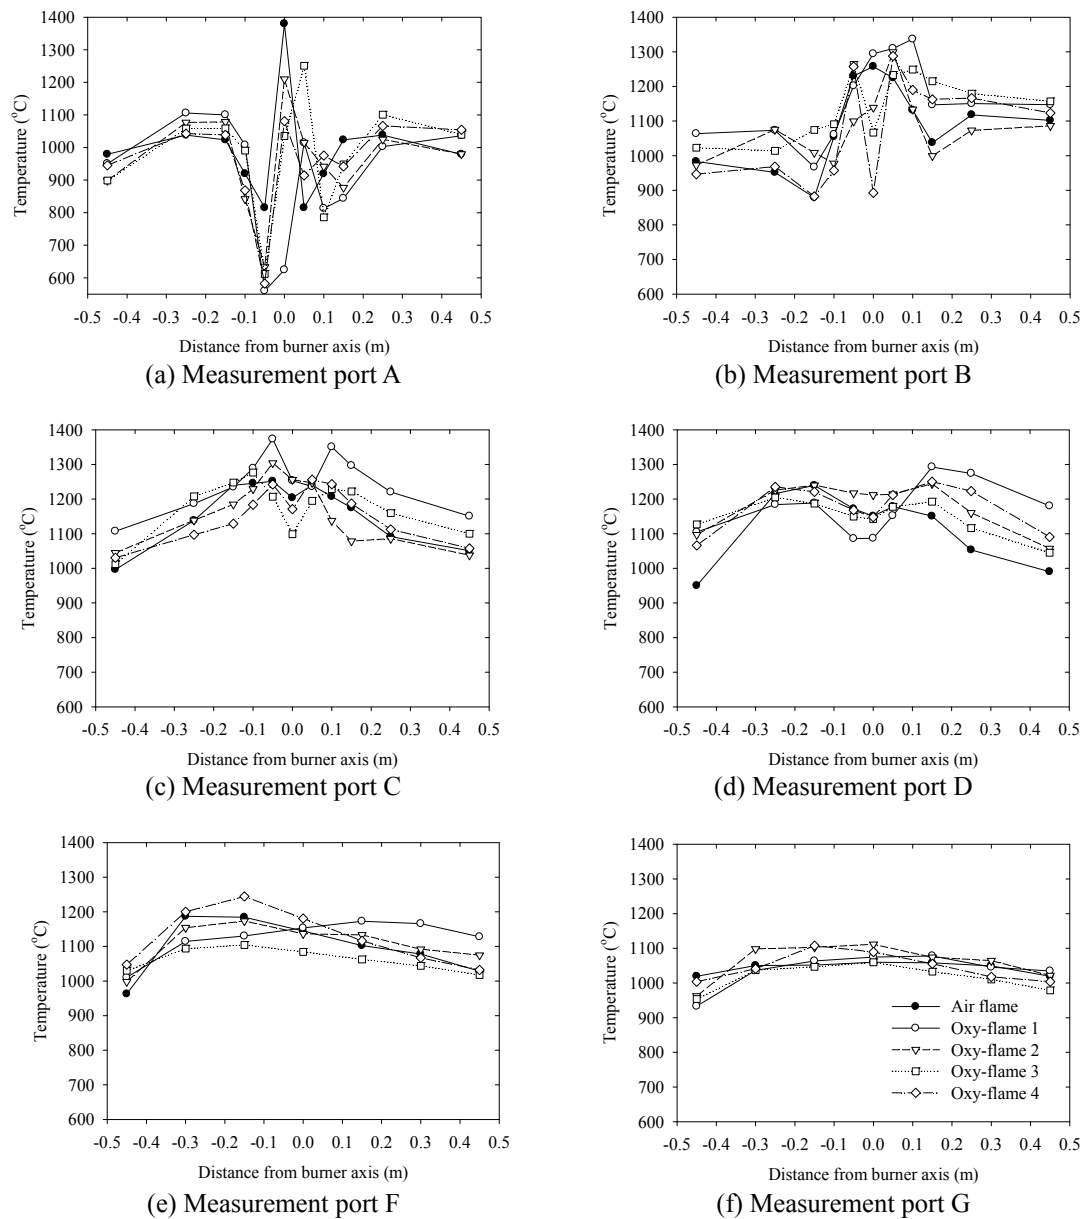 1400
1300
1200
1100
1000
900
800
700
600
Temperature (°C)
-0.5 -0.4 -0.3 -0.2 -0.1 0.0 0.1 0.2 0.3 0.4 0.5
Distance from burner axis (m)
(a) Measurement port A
1400
1300
1200
1100
1000
900
800
700
600
Temperature (°C)
-0.5 -0.4 -0.3 -0.2 -0.1 0.0 0.1 0.2 0.3 0.4 0.5
Distance from burner axis (m)
(b) Measurement port B
1400
1300
1200
1100
1000
900
800
700
600
Temperature (°C)
-0.5 -0.4 -0.3 -0.2 -0.1 0.0 0.1 0.2 0.3 0.4 0.5
Distance from burner axis (m)
(c) Measurement port C
1400
1300
1200
1100
1000
900
800
700
600
Temperature (°C)
-0.5 -0.4 -0.3 -0.2 -0.1 0.0 0.1 0.2 0.3 0.4 0.5
Distance from burner axis (m)
(d) Measurement port D
1400
1300
1200
1100
1000
900
800
700
600
Temperature (°C)
-0.5 -0.4 -0.3 -0.2 -0.1 0.0 0.1 0.2 0.3 0.4 0.5
Distance from burner axis (m)
(e) Measurement port F
1400
1300
1200
1100
1000
900
800
700
600
Temperature (°C)
Air flame
Oxy-flame 1
Oxy-flame 2
Oxy-flame 3
Oxy-flame 4
-0.5 -0.4 -0.3 -0.2 -0.1 0.0 0.1 0.2 0.3 0.4 0.5
Distance from burner axis (m)
(f) Measurement port G